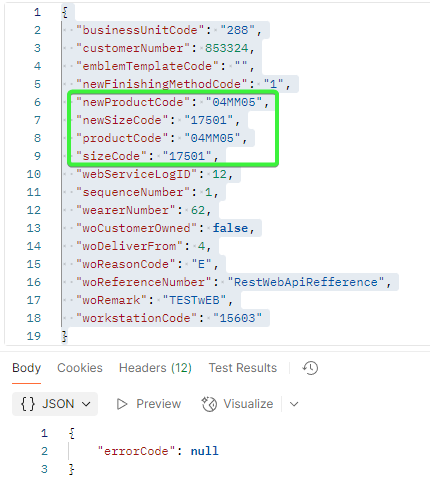 1 {
2 "businessUnitCode": "288",
3 "customerNumber": 853324,
4 "emblemTemplateCode": "",
5 "newFinishingMethodCode": "1",
6 "newProductCode": "04MM05",
7 "newSizeCode": "17501",
8 "productCode": "04MM05",
9 "sizeCode": "17501",
10 "webServiceLogID": 12,
11 "sequenceNumber": 1,
12 "wearerNumber": 62,
13 "woCustomerOwned": false,
14 "woDeliverFrom": 4,
15 "woReasonCode": "E",
16 "woReferenceNumber": "RestWebApiRefference",
17 "woRemark": "TESTwEB",
18 "workstationCode": "15603"
19 }
Body Cookies Headers (12) Test Results
{} JSON Preview Visualize
1 {
2 "errorCode": null
3 }